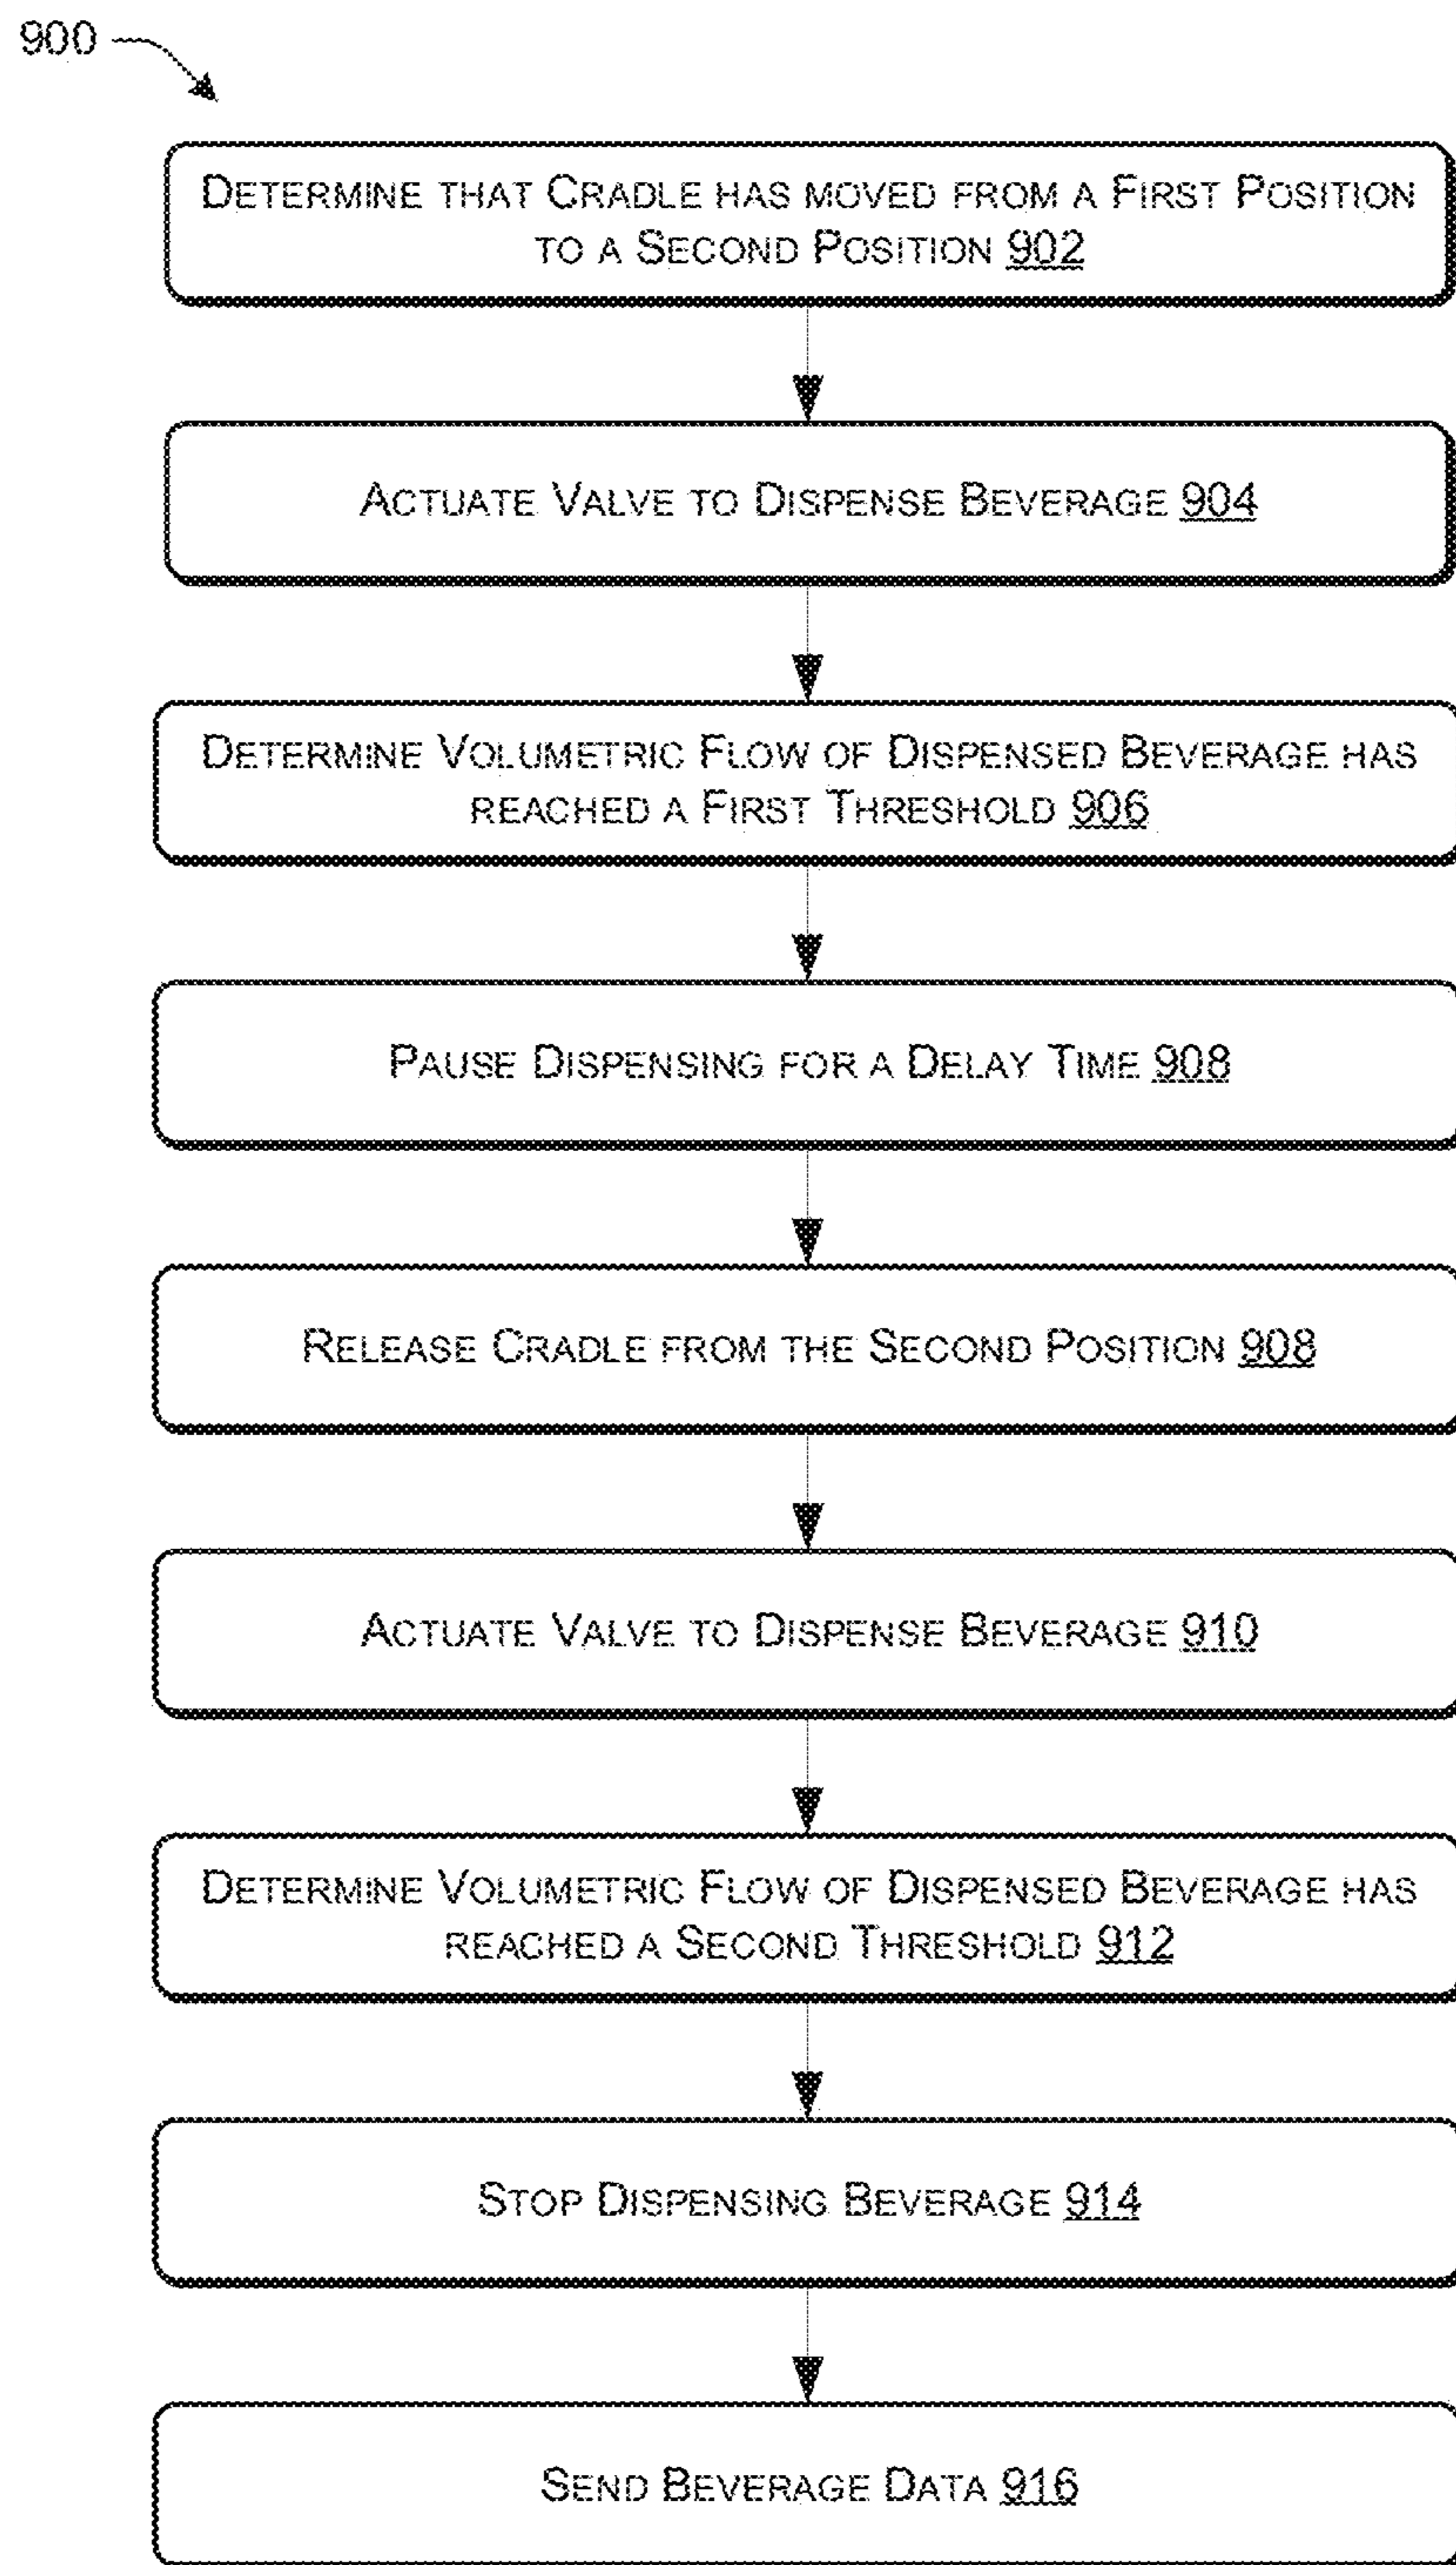 900
DETERMINE THAT CRADLE HAS MOVED FROM A FIRST POSITION
TO A SECOND POSITION 902
ACTUATE VALVE TO DISPENSE BEVERAGE 904
DETERMINE VOLUMETRIC FLOW OF DISPENSED BEVERAGE HAS
REACHED A FIRST THRESHOLD 906
PAUSE DISPENSING FOR A DELAY TIME 908
RELEASE CRADLE FROM THE SECOND POSITION 908
ACTUATE VALVE TO DISPENSE BEVERAGE 910
DETERMINE VOLUMETRIC FLOW OF DISPENSED BEVERAGE HAS
REACHED A SECOND THRESHOLD 912
STOP DISPENSING BEVERAGE 914
SEND BEVERAGE DATA 916